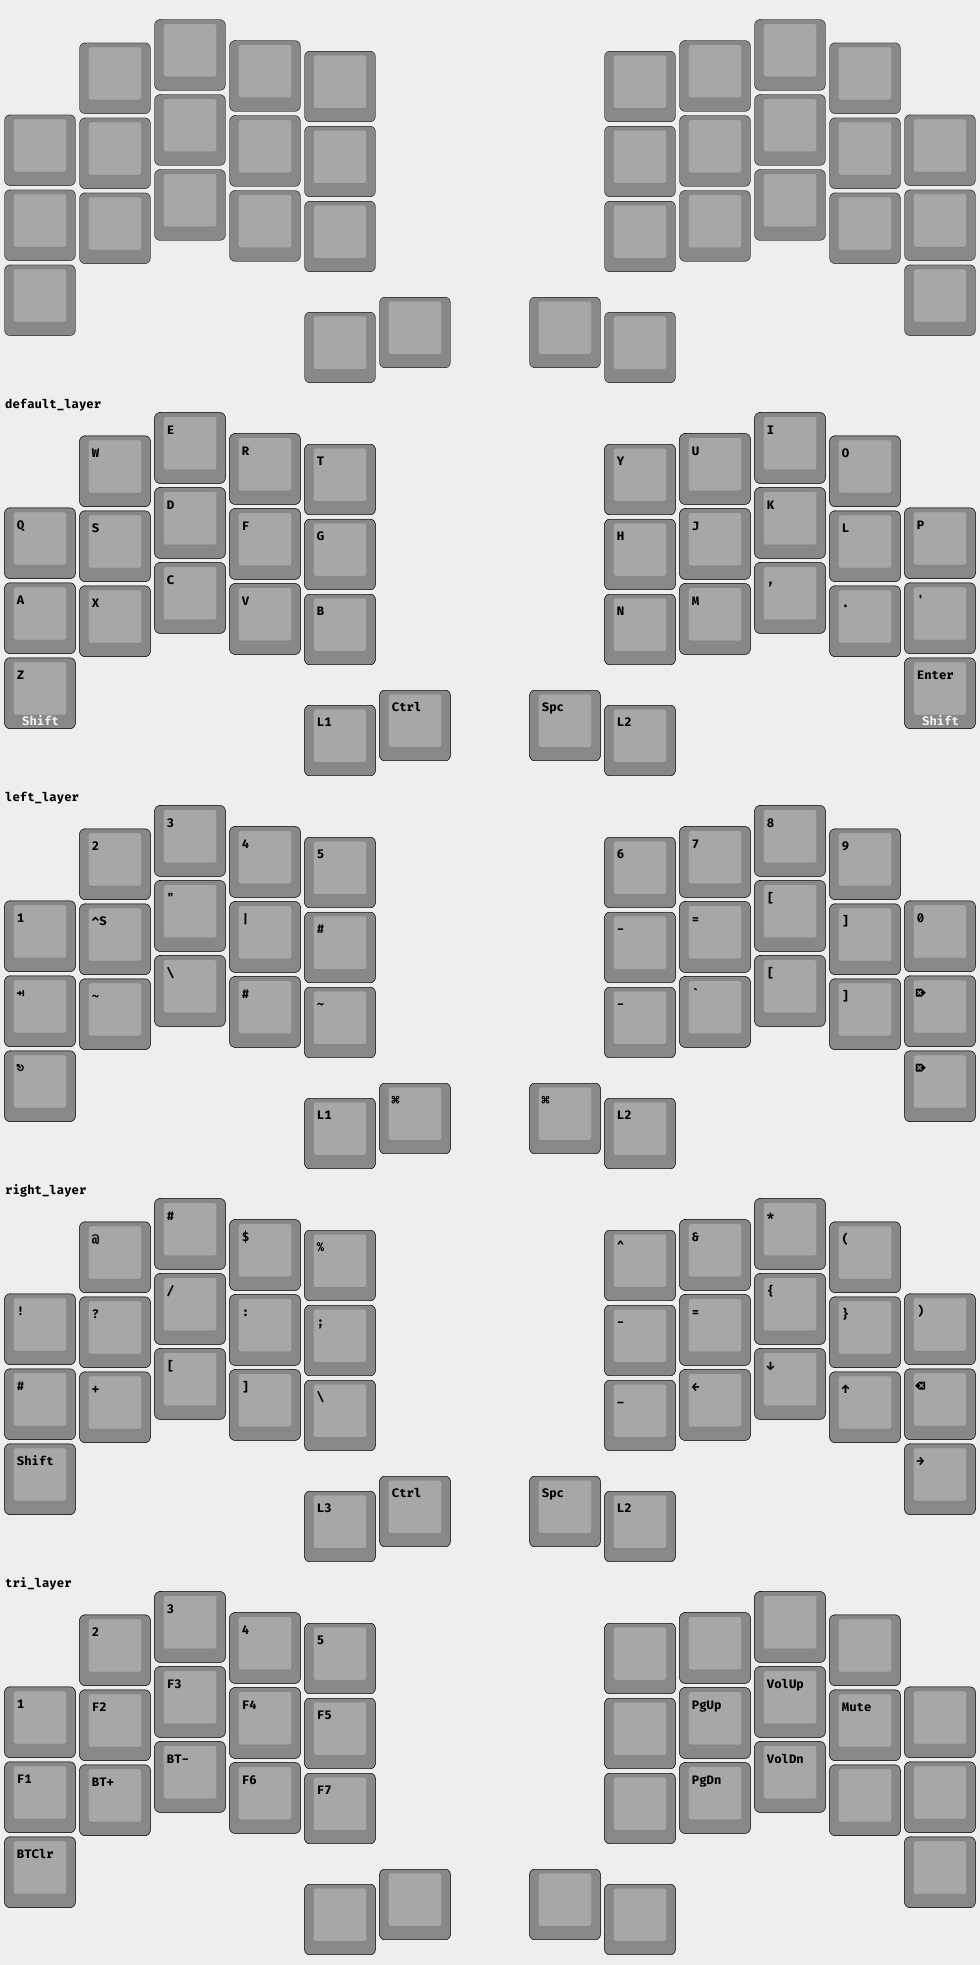 default_layer
E I
W R U O
T Y
D K
Q S F J L P
G H
C ,
A X V M . '
B N
Z Enter
Shift Shift
L1 Ctrl Spc L2
left_layer
3 8
2 4 7 9
5 6
" [
1 ^S | = ] 0
# -
\ [
⇥ ~ # ` ] ⌦
~ -
⎋ ⌦
L1 ⌘ ⌘ L2
right_layer
# *
@ $ & (
% ^
/ {
! ? : = } )
; -
[ ↓
# + ] ← ↑ ⌫
\ _
Shift →
L3 Ctrl Spc L2
tri_layer
3
2 4
5
F3 VolUp
1 F2 F4 PgUp Mute
F5
BT- VolDn
F1 BT+ F6 PgDn
F7
BTClr